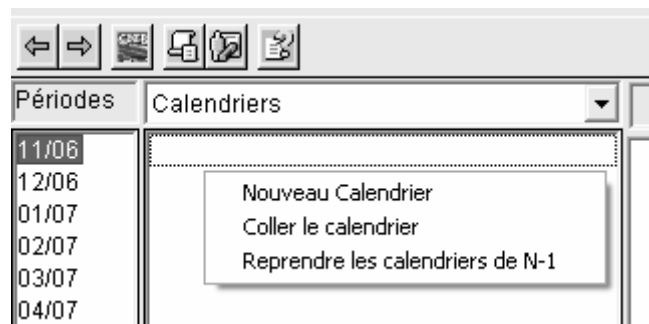 Périodes Calendriers
11/06
12/06
01/07
02/07
03/07
04/07
Nouveau Calendrier
Coller le calendrier
Reprendre les calendriers de N-1